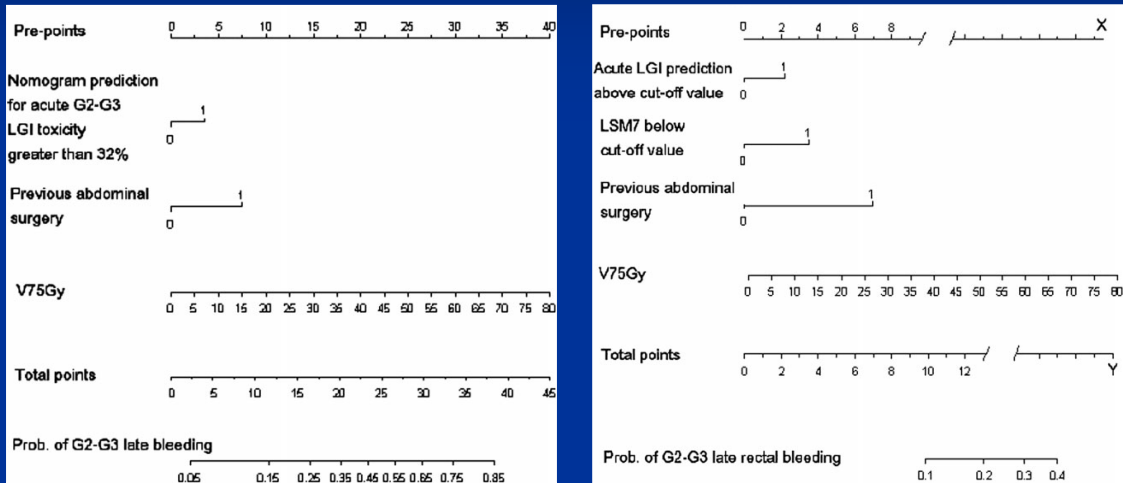 Pre-points
0 5 10 15 20 25 30 35 40
Nomogram prediction
for acute G2-G3
LGI toxicity
greater than 32%
1
0
Previous abdominal
surgery
1
0
V75Gy
0 5 10 15 20 25 30 35 40 45 50 55 60 65 70 75 80
Total points
0 5 10 15 20 25 30 35 40 45
Prob. of G2-G3 late bleeding
0.05 0.15 0.25 0.35 0.45 0.55 0.65 0.75 0.85
Pre-points
0 2 4 6 8 X
Acute LGI prediction
above cut-off value
1
0
LSM7 below
cut-off value
1
0
Previous abdominal
surgery
1
0
V75Gy
0 5 10 15 20 25 30 35 40 45 50 55 60 65 70 75 80
Total points
0 2 4 6 8 10 12 Y
Prob. of G2-G3 late rectal bleeding
0.1 0.2 0.3 0.4